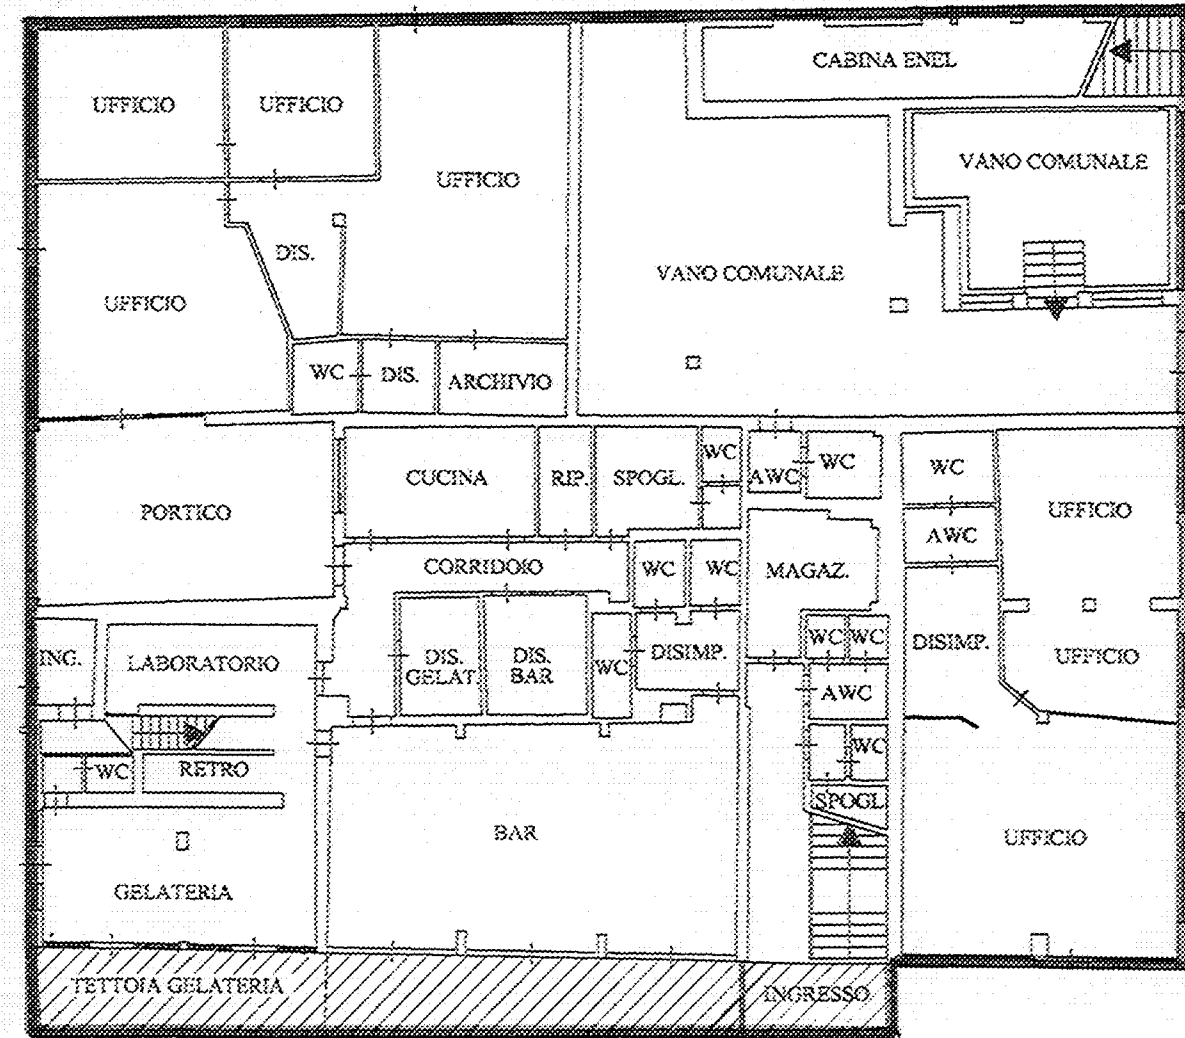 CABINA ENEL
UFFICIO
UFFICIO
VANO COMUNALE
UFFICIO
DIS.
VANO COMUNALE
UFFICIO
WC
DIS.
ARCHIVIO
CUCINA
RIP.
SPOGL.
WC
AWC
WC
WC
PORTICO
UFFICIO
AWC
CORRIDOIO
WC
WC
MAGAZ.
ING.
LABORATORIO
DIS.
GELAT.
DIS.
BAR
WC
DISIMP.
WC
WC
DISIMP.
UFFICIO
AWC
WC
RETRO
WC
SPOGL
BAR
UFFICIO
GELATERIA
TETTOIA GELATERIA
INGRESSO